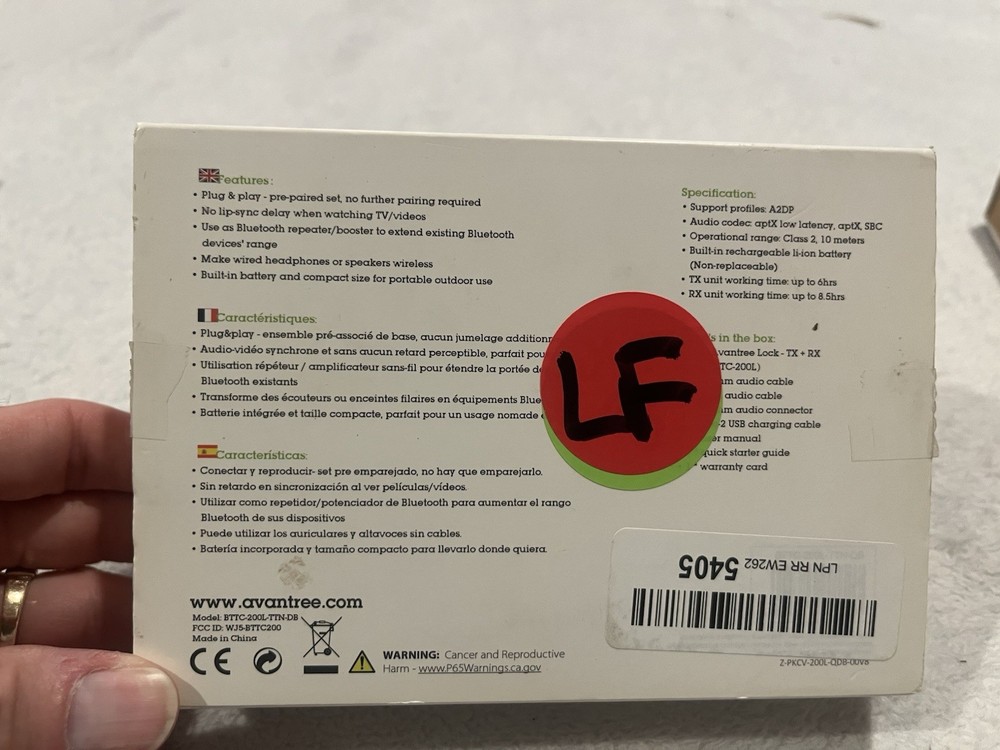 Features:
• Plug & play - pre-paired set, no further pairing required
• No lip-sync delay when watching TV/videos
• Use as Bluetooth repeater/booster to extend existing Bluetooth
devices' range
• Make wired headphones or speakers wireless
• Built-in battery and compact size for portable outdoor use
Caractéristiques:
• Plug&play - ensemble pré-associé de base, aucun jumelage addition
• Audio-vidéo synchrone et sans aucun retard perceptible, parfait pou
• Utilisation répéteur / amplificateur sans-fil pour étendre la portée de
Bluetooth existants
• Transforme des écouteurs ou enceintes filaires en équipements Blue
• Batterie intégrée et taille compacte, parfait pour un usage nomade
Características:
• Conectar y reproducir- set pre emparejado, no hay que emparejarlo.
• Sin retardo en sincronización al ver películas/vídeos.
• Utilizar como repetidor/potenciador de Bluetooth para aumentar el rango
Bluetooth de sus dispositivos
• Puede utilizar los auriculares y altavoces sin cables.
• Batería incorporada y tamaño compacto para llevarlo donde quiera.
www.avantree.com
Model: BTTC-200L-TTN-DB
FCC ID: WJ5-BTTC200
Made in China
CE
WARNING: Cancer and Reproductive
Harm - www.P65Warnings.ca.gov
Specification:
• Support profiles: A2DP
• Audio codec: aptX low latency, aptX, SBC
• Operational range: Class 2, 10 meters
• Built-in rechargeable li-ion battery
(Non-replaceable)
• TX unit working time: up to 6hrs
• RX unit working time: up to 8.5hrs
's in the box:
vantree Lock - TX + RX
TC-200L)
m audio cable
audio cable
m audio connector
-2 USB charging cable
er manual
quick starter guide
warranty card
LF
LPN RR EW262 5405
Z-PKCV-200L-QDB-00V8